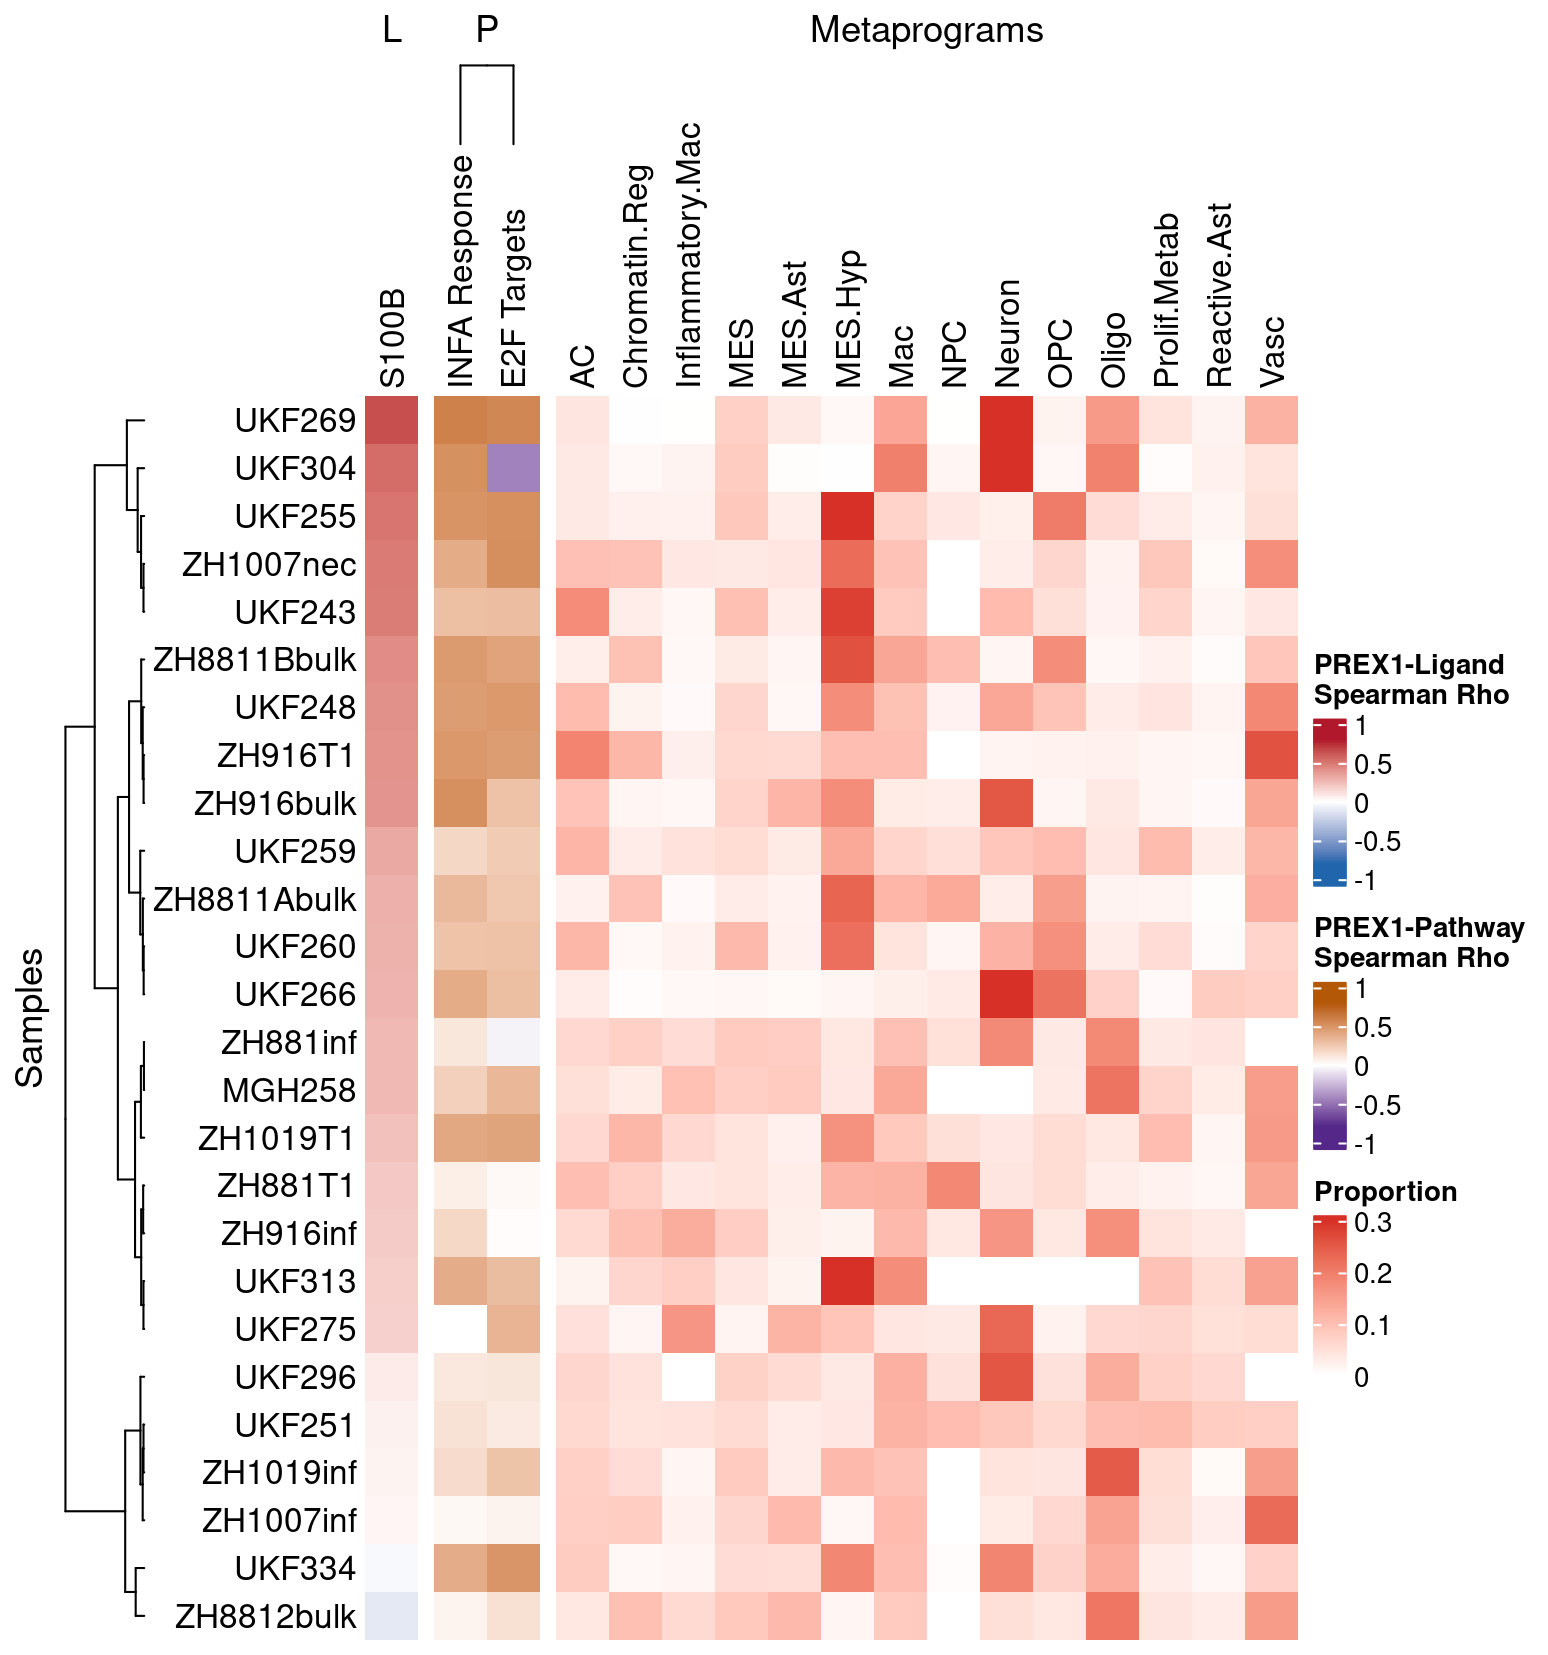 L
P
Metaprograms
S100B
INFA Response
E2F Targets
AC
Chromatin.Reg
Inflammatory.Mac
MES
MES.Ast
MES.Hyp
Mac
NPC
Neuron
OPC
Oligo
Prolif.Metab
Reactive.Ast
Vasc
Samples
UKF269
UKF304
UKF255
ZH1007nec
UKF243
ZH8811Bbulk
UKF248
ZH916T1
ZH916bulk
UKF259
ZH8811Abulk
UKF260
UKF266
ZH881inf
MGH258
ZH1019T1
ZH881T1
ZH916inf
UKF313
UKF275
UKF296
UKF251
ZH1019inf
ZH1007inf
UKF334
ZH8812bulk
PREX1-Ligand
Spearman Rho
1
0.5
0
-0.5
-1
PREX1-Pathway
Spearman Rho
1
0.5
0
-0.5
-1
Proportion
0.3
0.2
0.1
0